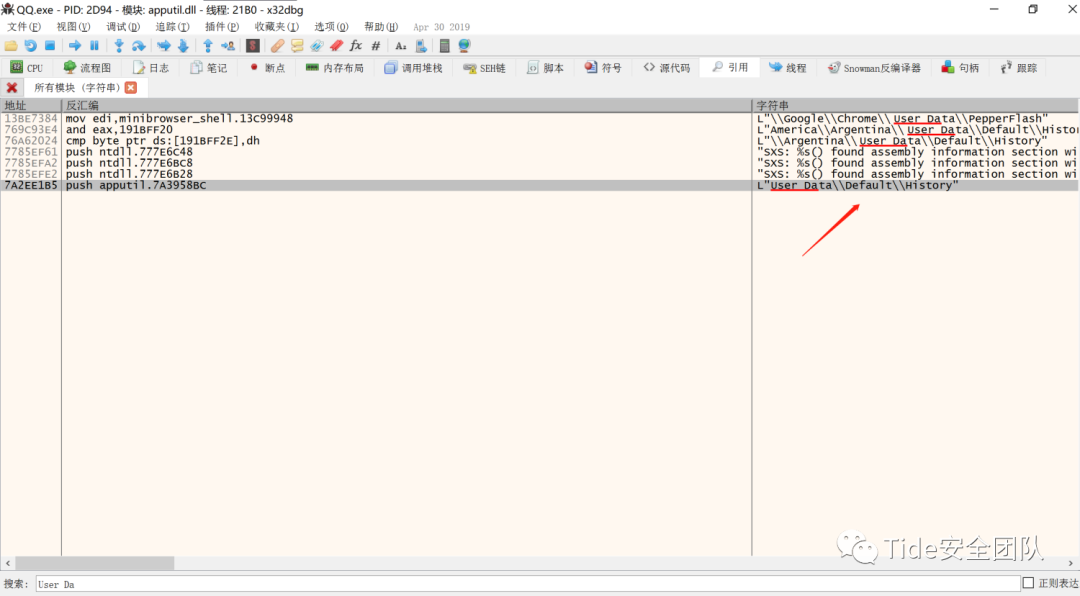 QQ.exe - PID: 2D94 - 模块: apputil.dll - 线程: 21B0 - x32dbg
文件(F) 视图(V) 调试(D) 追踪(T) 插件(P) 收藏夹(I) 选项(O) 帮助(H) Apr 30 2019
CPU 流程图 日志 笔记 断点 内存布局 调用堆栈 SEH链 脚本 符号 源代码 引用 线程 Snowman反编译器 句柄 跟踪
所有模块 (字符串)
地址 反汇编 字符串
13BE7384 mov edi,minibrowser_shell.13C99948 L"\\Google\\Chrome\\User Data\\PepperFlash"
769C93E4 and eax,191BFF20 L"America\\Argentina\\User Data\\Default\\Histor
76A62024 cmp byte ptr ds:[191BFF2E],dh L"\\Argentina\\User Data\\Default\\History"
7785EF61 push ntdll.777E6C48 "SXS: %s() found assembly information section wi
7785EFA2 push ntdll.777E6BC8 "SXS: %s() found assembly information section wi
7785EFE2 push ntdll.777E6B28 "SXS: %s() found assembly information section wi
7A2EE1B5 push apputil.7A3958BC L"User Data\\Default\\History"
Tide安全团队
搜索: User Da 正则表达